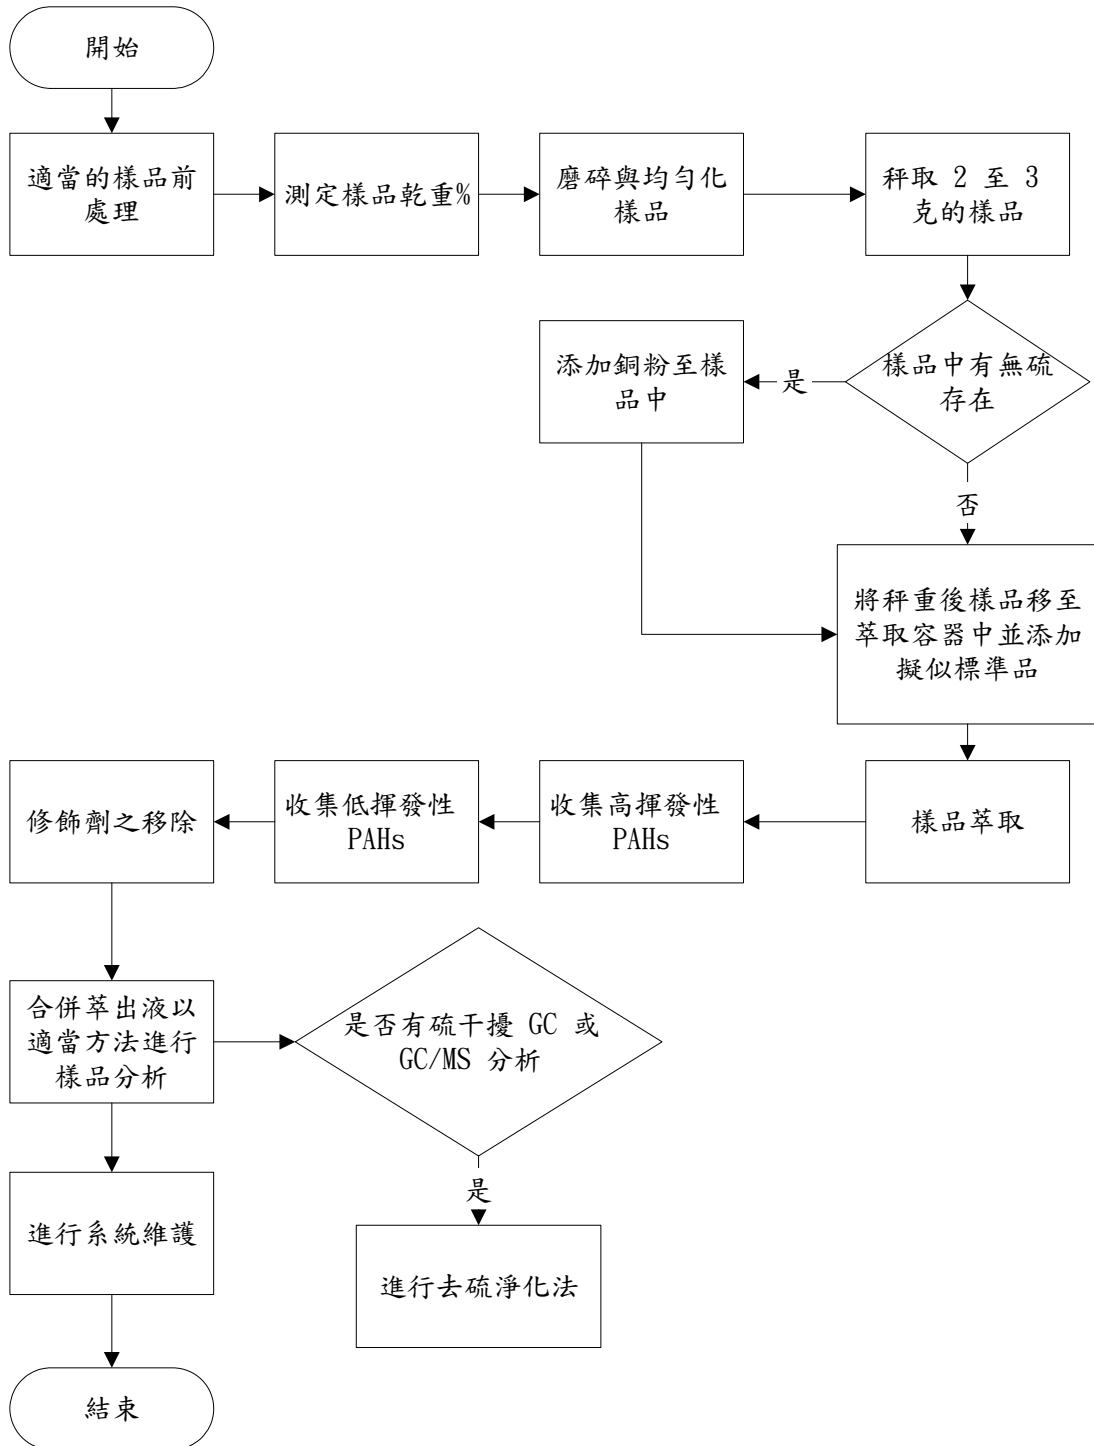 開始
適當的樣品前
處理
測定樣品乾重%
磨碎與均勻化
樣品
秤取 2 至 3
克的樣品
樣品中有無硫
存在
是
添加銅粉至樣
品中
否
將秤重後樣品移至
萃取容器中並添加
擬似標準品
樣品萃取
收集高揮發性
PAHs
收集低揮發性
PAHs
修飾劑之移除
合併萃出液以
適當方法進行
樣品分析
是否有硫干擾 GC 或
GC/MS 分析
是
進行去硫淨化法
進行系統維護
結束